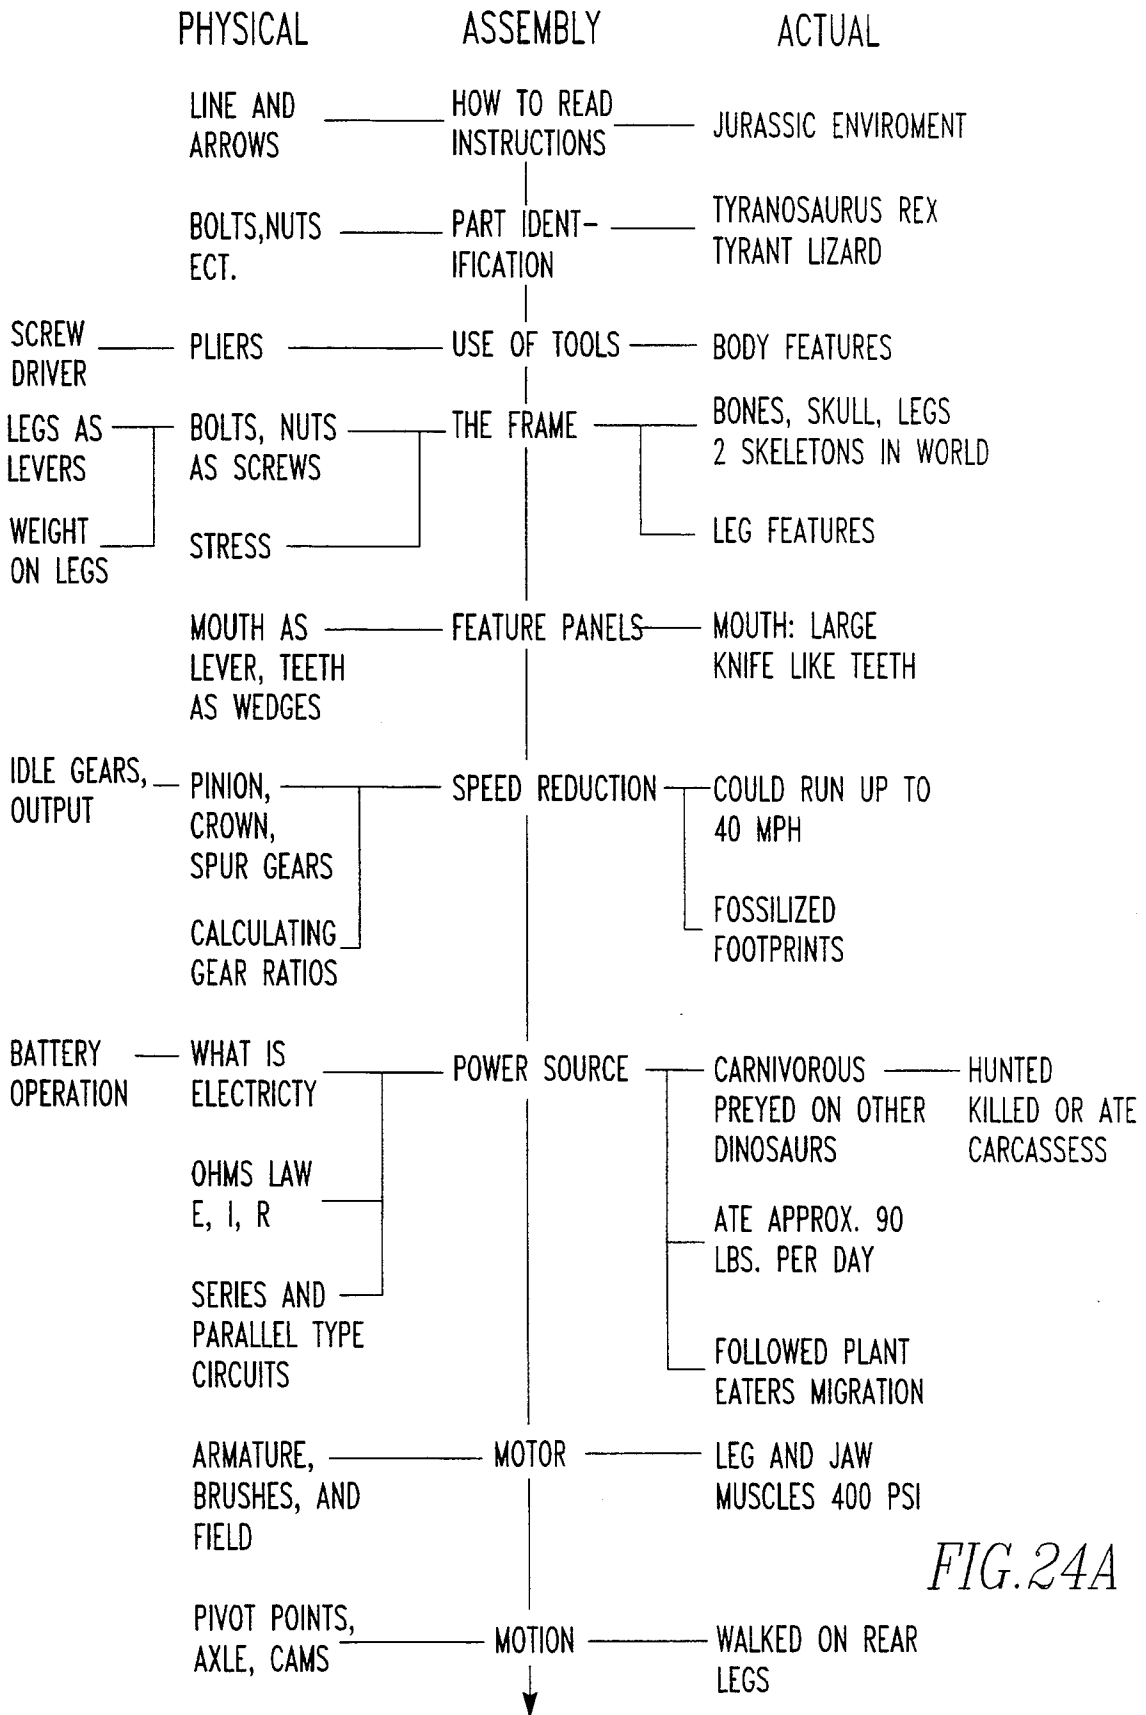 PHYSICAL
ASSEMBLY
ACTUAL
LINE AND
ARROWS
HOW TO READ
INSTRUCTIONS
JURASSIC ENVIROMENT
BOLTS,NUTS
ECT.
PART IDENT-
IFICATION
TYRANOSAURUS REX
TYRANT LIZARD
SCREW
DRIVER
PLIERS
USE OF TOOLS
BODY FEATURES
LEGS AS
LEVERS
BOLTS, NUTS
AS SCREWS
THE FRAME
BONES, SKULL, LEGS
2 SKELETONS IN WORLD
WEIGHT
ON LEGS
STRESS
LEG FEATURES
MOUTH AS
LEVER, TEETH
AS WEDGES
FEATURE PANELS
MOUTH: LARGE
KNIFE LIKE TEETH
IDLE GEARS,
OUTPUT
PINION,
CROWN,
SPUR GEARS
SPEED REDUCTION
COULD RUN UP TO
40 MPH
CALCULATING
GEAR RATIOS
FOSSILIZED
FOOTPRINTS
BATTERY
OPERATION
WHAT IS
ELECTRICTY
POWER SOURCE
CARNIVOROUS
PREYED ON OTHER
DINOSAURS
HUNTED
KILLED OR ATE
CARCASSESS
OHMS LAW
E, I, R
ATE APPROX. 90
LBS. PER DAY
SERIES AND
PARALLEL TYPE
CIRCUITS
FOLLOWED PLANT
EATERS MIGRATION
ARMATURE,
BRUSHES, AND
FIELD
MOTOR
LEG AND JAW
MUSCLES 400 PSI
FIG.24A
PIVOT POINTS,
AXLE, CAMS
MOTION
WALKED ON REAR
LEGS